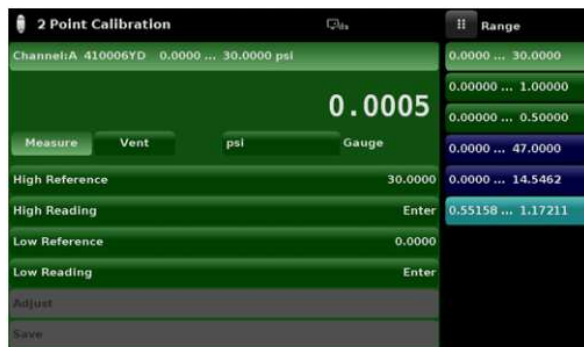 2 Point Calibration
Channel:A 410006YD 0.0000 ... 30.0000 psi
0.0005
Measure Vent psi Gauge
High Reference 30.0000
High Reading Enter
Low Reference 0.0000
Low Reading Enter
Adjust
Save
Range
0.0000 ... 30.0000
0.00000 ... 1.00000
0.00000 ... 0.50000
0.0000 ... 47.0000
0.0000 ... 14.5462
0.55158 ... 1.17211